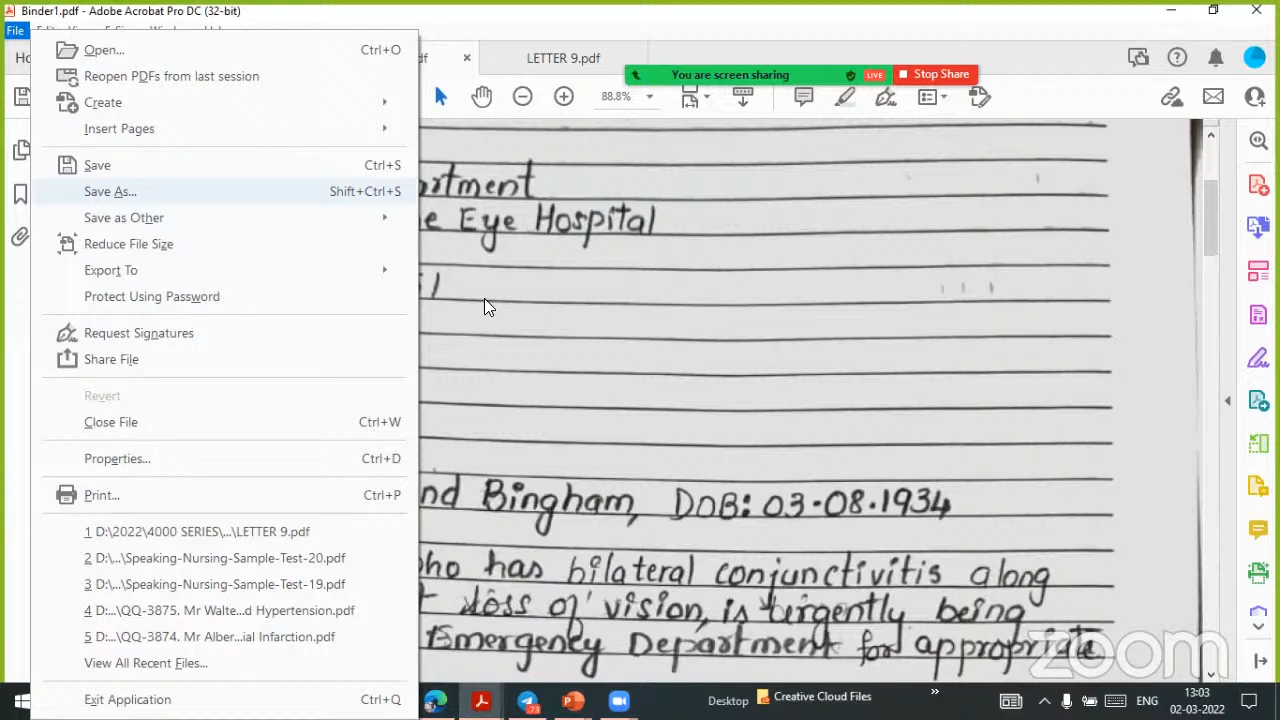 Binder1.pdf - Adobe Acrobat Pro DC (32-bit)
File
LETTER 9.pdf
You are screen sharing
LIVE
Stop Share
88.8%
Open... Ctrl+O
Reopen PDFs from last session
Create
Insert Pages
Save Ctrl+S
Save As... Shift+Ctrl+S
Save as Other
Reduce File Size
Export To
Protect Using Password
Request Signatures
Share File
Revert
Close File Ctrl+W
Properties... Ctrl+D
Print... Ctrl+P
1 D:\2022\4000 SERIES\...\LETTER 9.pdf
2 D:\...\Speaking-Nursing-Sample-Test-20.pdf
3 D:\...\Speaking-Nursing-Sample-Test-19.pdf
4 D:\...\QQ-3875. Mr Walte...d Hypertension.pdf
5 D:\...\QQ-3874. Mr Alber...ial Infarction.pdf
View All Recent Files...
Exit Application Ctrl+Q
rtment
e Eye Hospital
nd Bingham, DOB: 03.08.1934
ho has bilateral conjunctivitis along
loss of vision, is urgently being
Emergency Department for appropriate
zoom
73
Desktop
Creative Cloud Files
»
ENG
13:03
02-03-2022